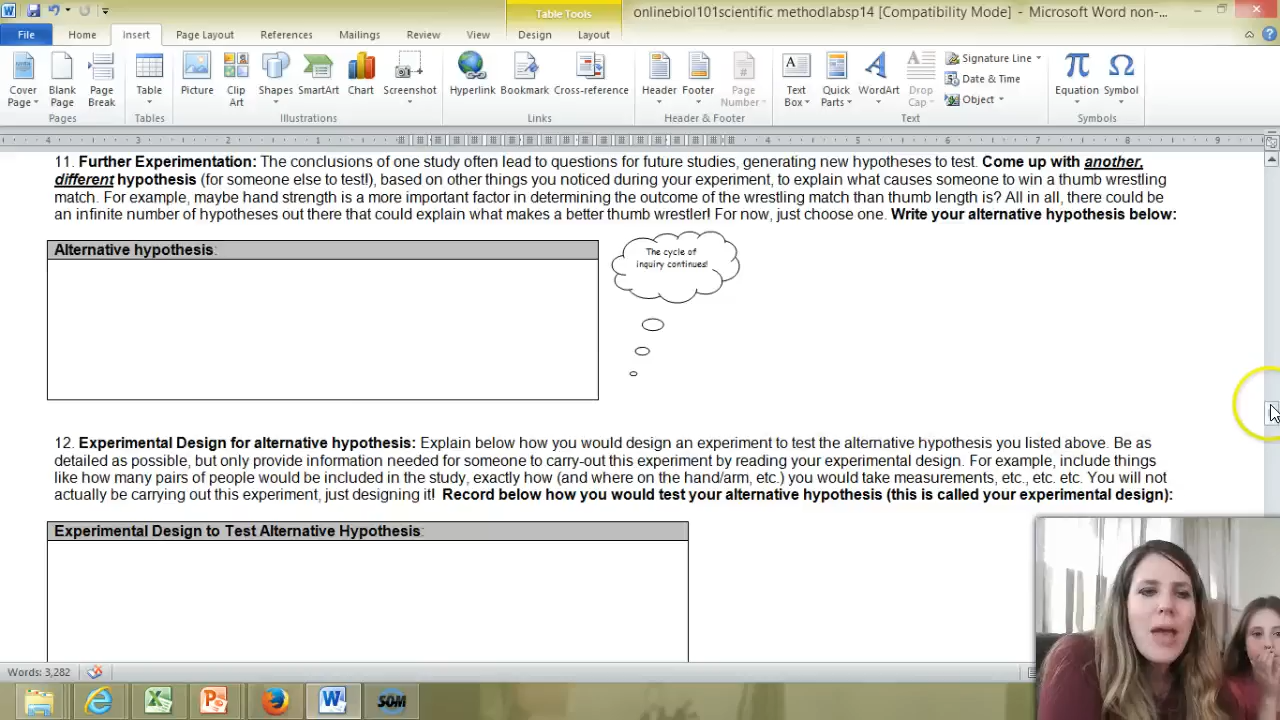 Table Tools
onlinebiol101scientific methodlabsp14 [Compatibility Mode] - Microsoft Word non-...
File Home Insert Page Layout References Mailings Review View Design Layout
Cover Page Blank Page Page Break Table Picture Clip Art Shapes SmartArt Chart Screenshot Hyperlink Bookmark Cross-reference Header Footer Page Number Text Box Quick Parts WordArt Drop Cap Signature Line Date & Time Object Equation Symbol
Pages Tables Illustrations Links Header & Footer Text Symbols
4 3 2 1 4 5 6 7 8 9
11. Further Experimentation: The conclusions of one study often lead to questions for future studies, generating new hypotheses to test. Come up with another,
different hypothesis (for someone else to test!), based on other things you noticed during your experiment, to explain what causes someone to win a thumb wrestling
match. For example, maybe hand strength is a more important factor in determining the outcome of the wrestling match than thumb length is? All in all, there could be
an infinite number of hypotheses out there that could explain what makes a better thumb wrestler! For now, just choose one. Write your alternative hypothesis below:
Alternative hypothesis:
The cycle of
inquiry continues!
12. Experimental Design for alternative hypothesis: Explain below how you would design an experiment to test the alternative hypothesis you listed above. Be as
detailed as possible, but only provide information needed for someone to carry-out this experiment by reading your experimental design. For example, include things
like how many pairs of people would be included in the study, exactly how (and where on the hand/arm, etc.) you would take measurements, etc., etc. etc. You will not
actually be carrying out this experiment, just designing it! Record below how you would test your alternative hypothesis (this is called your experimental design):
Experimental Design to Test Alternative Hypothesis:
Words: 3,282
SOM